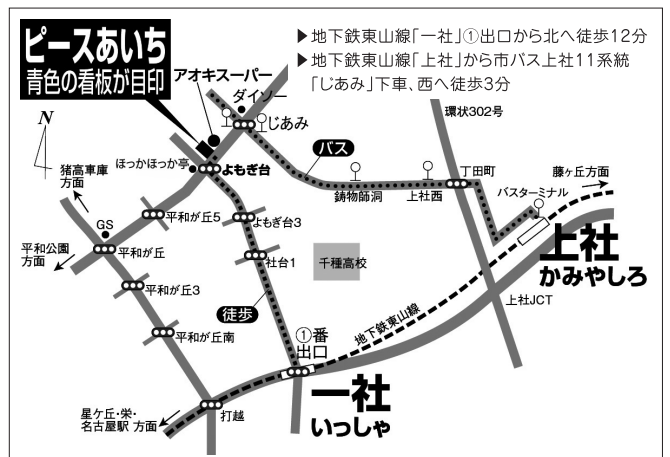 ピースあいち
青色の看板が目印
▶地下鉄東山線「一社」①出口から北へ徒歩12分
▶地下鉄東山線「上社」から市バス上社11系統
「じあみ」下車、西へ徒歩3分
アオキスーパー
ダイソー
じあみ
環状302号
N
バス
猪高車庫
方面
ほっかほっか亭
よもぎ台
丁田町
藤ヶ丘方面
鋳物師洞
上社西
バスターミナル
GS
平和が丘5
よもぎ台3
平和公園
方面
平和が丘
社台1
千種高校
上社
かみやしろ
平和が丘3
徒歩
上社JCT
平和が丘南
①番
出口
地下鉄東山線
一社
いっしゃ
星ケ丘・栄・
名古屋駅 方面
打越